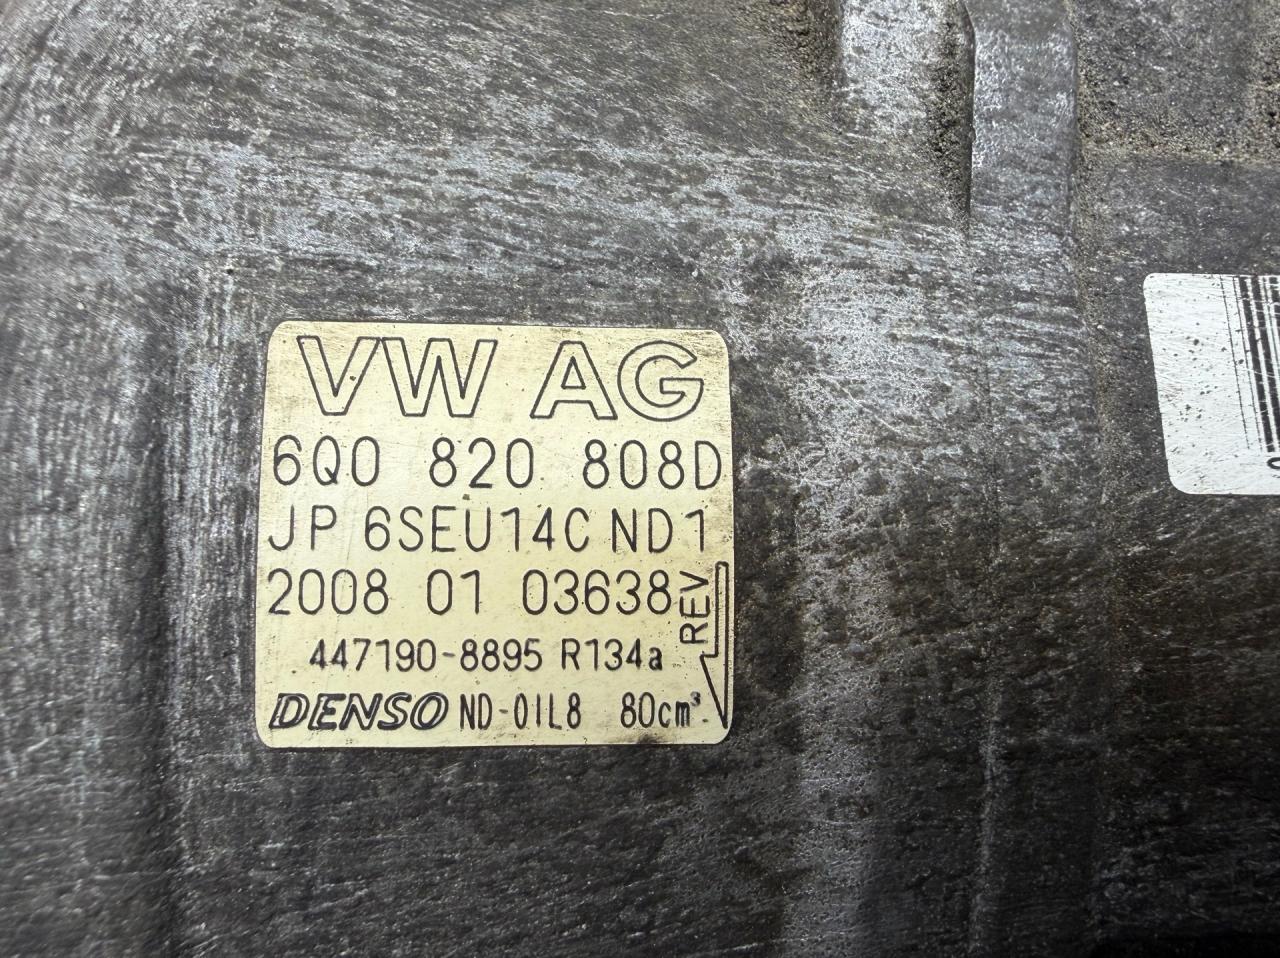 VW AG
6Q0 820 808D
JP 6SEU14C ND1
2008 01 03638
REV
447190-8895 R134a
DENSO ND-OIL8 80cm³